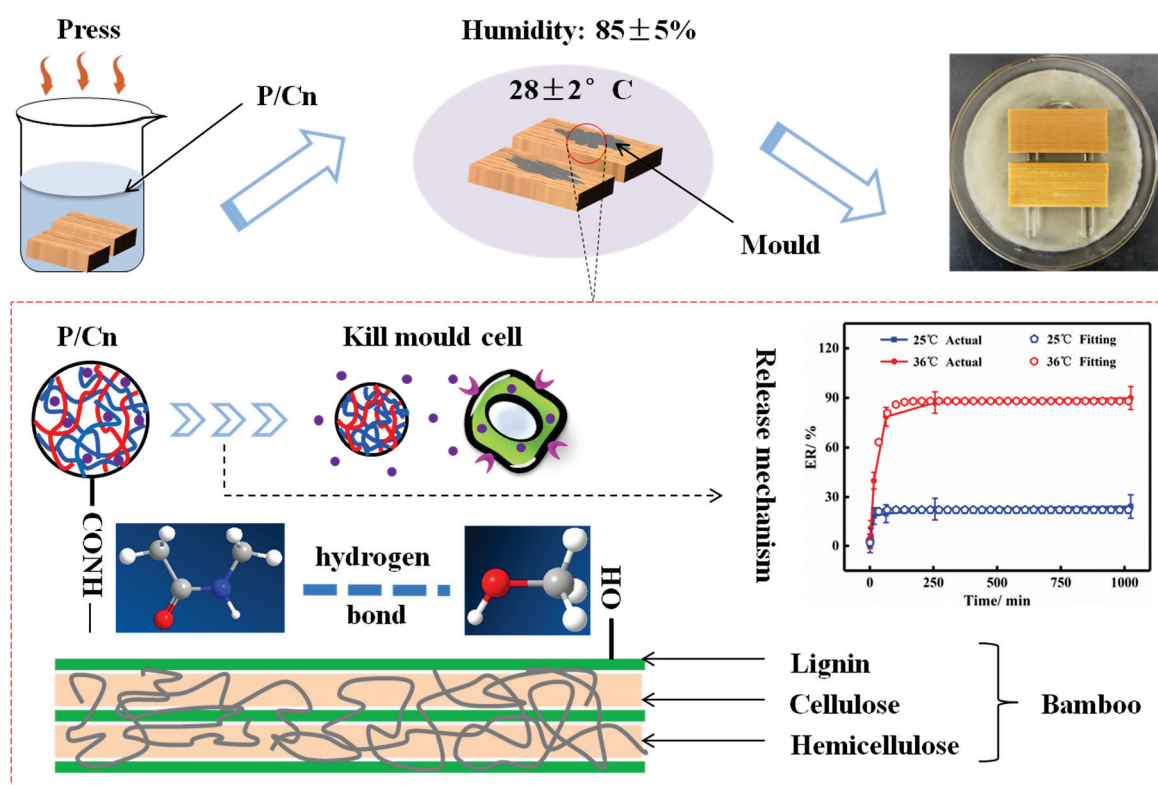 Press
P/Cn
Humidity: 85±5%
28±2° C
Mould
P/Cn
Kill mould cell
CONH
hydrogen
bond
HO
Release mechanism
25℃ Actual
25℃ Fitting
36℃ Actual
36℃ Fitting
120
90
60
30
0
ER/ %
0
250
500
750
1000
Time/ min
Lignin
Cellulose
Hemicellulose
Bamboo